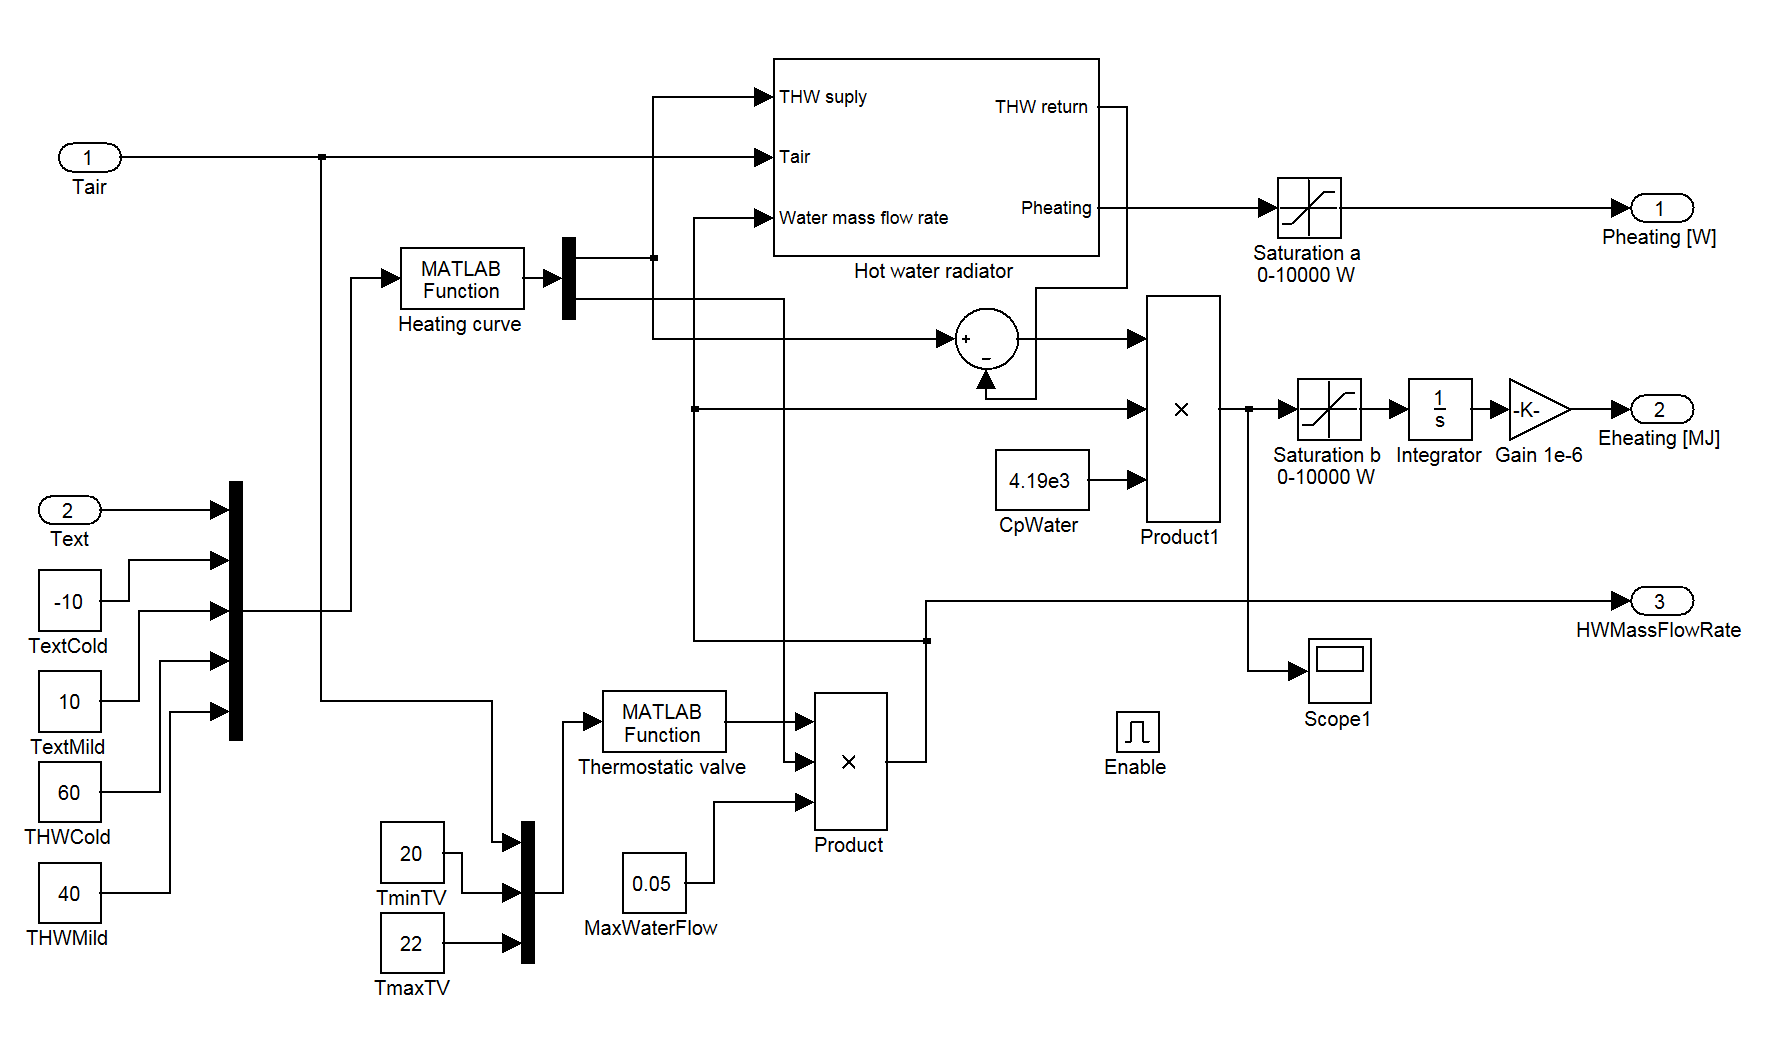 THW suply
THW return
1
Tair
Tair
Water mass flow rate
Pheating
Hot water radiator
Saturation a
0-10000 W
1
Pheating [W]
MATLAB
Function
Heating curve
+
−
×
4.19e3
CpWater
Product1
Saturation b
0-10000 W
1
s
Integrator
-K-
Gain 1e-6
2
Eheating [MJ]
2
Text
-10
TextCold
10
TextMild
60
THWCold
40
THWMild
3
HWMassFlowRate
MATLAB
Function
Thermostatic valve
×
Product
Enable
Scope1
20
TminTV
22
TmaxTV
0.05
MaxWaterFlow